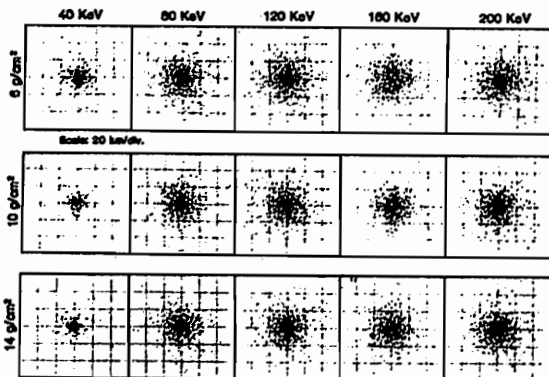 40 KeV 80 KeV 120 KeV 160 KeV 200 KeV
6 g/cm²
Scale: 20 km/div.
10 g/cm²
14 g/cm²